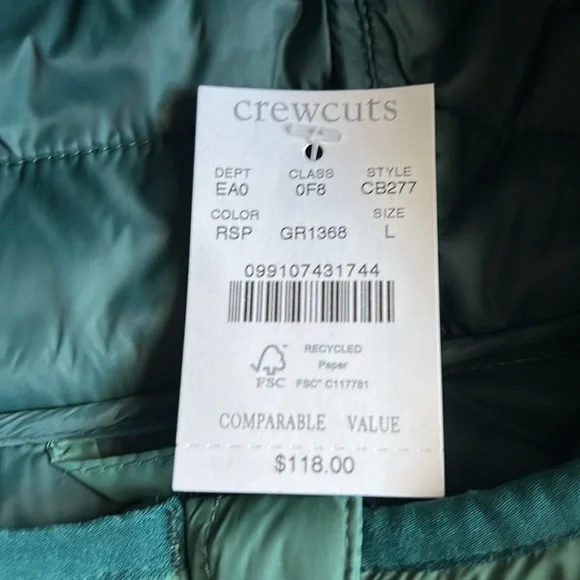 crewcuts
DEPT CLASS STYLE
EA0 0F8 CB277
COLOR SIZE
RSP GR1368 L
099107431744
RECYCLED
Paper
FSC FSC™ C117781
COMPARABLE VALUE
$118.00